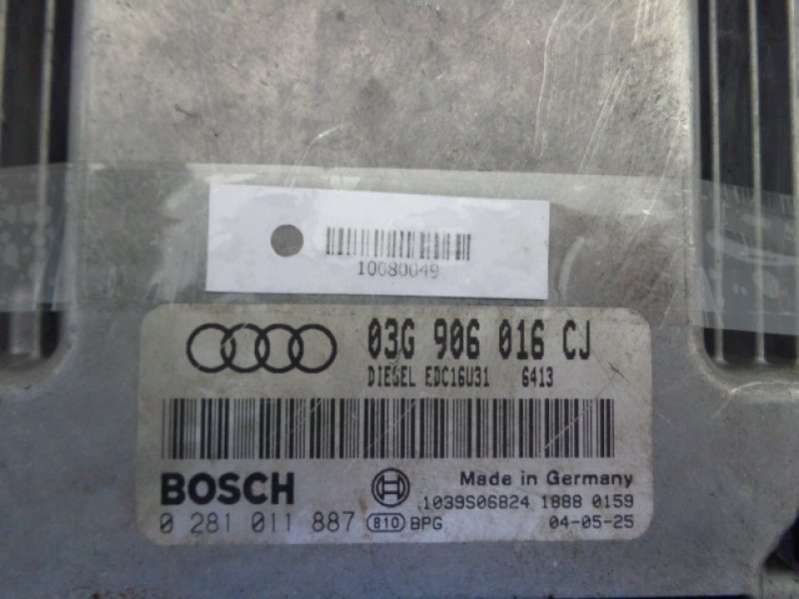 10080049
03G 906 016 CJ
DIESEL EDC16U31 6413
BOSCH
Made in Germany
1039S06824 1888 0159
0 281 011 887 810 BPG 04-05-25